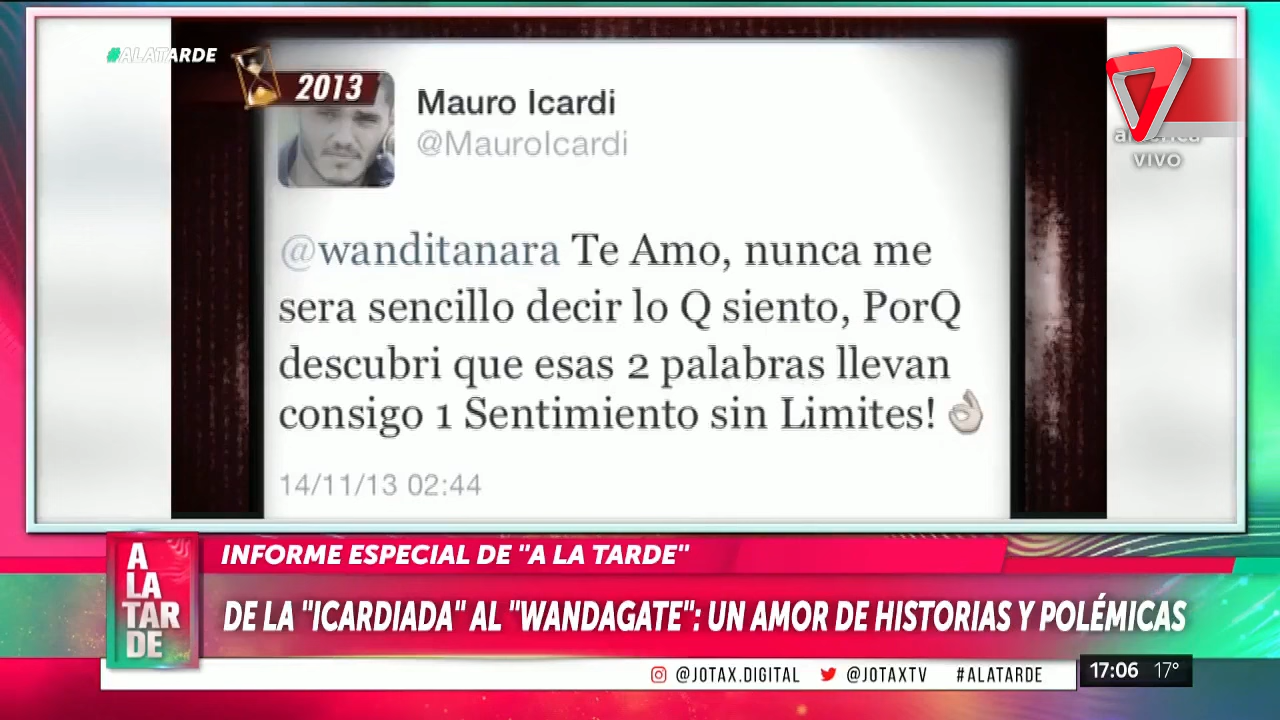 #ALATARDE
2013
Mauro Icardi
@MauroIcardi
américa
VIVO
@wanditanara Te Amo, nunca me
sera sencillo decir lo Q siento, PorQ
descubri que esas 2 palabras llevan
consigo 1 Sentimiento sin Limites! 👌
14/11/13 02:44
INFORME ESPECIAL DE "A LA TARDE"
A
LA
TAR
DE
DE LA "ICARDIADA" AL "WANDAGATE": UN AMOR DE HISTORIAS Y POLÉMICAS
@JOTAX.DIGITAL @JOTAXTV #ALATARDE
17:06 17°